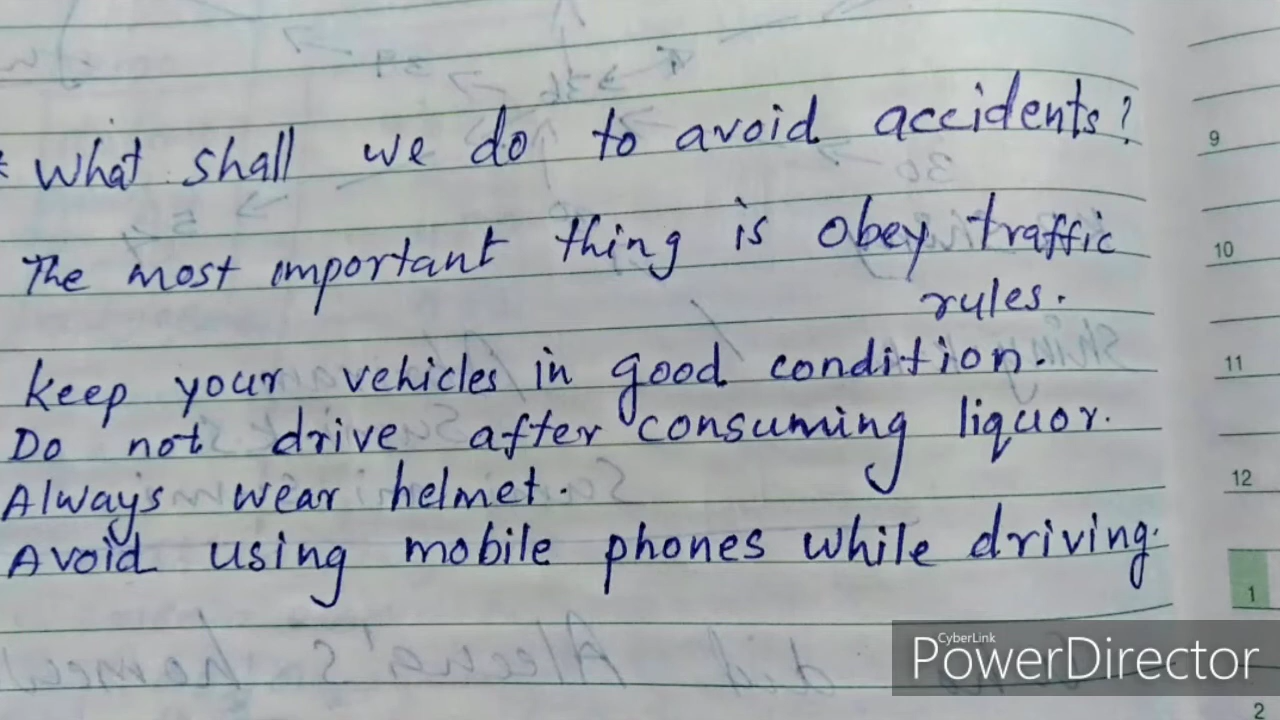 * What shall we do to avoid accidents?
The most important thing is obey traffic
rules.
Keep your vehicles in good condition.
Do not drive after consuming liquor.
Always wear helmet.
Avoid using mobile phones while driving.
9
10
11
12
1
2
CyberLink
PowerDirector